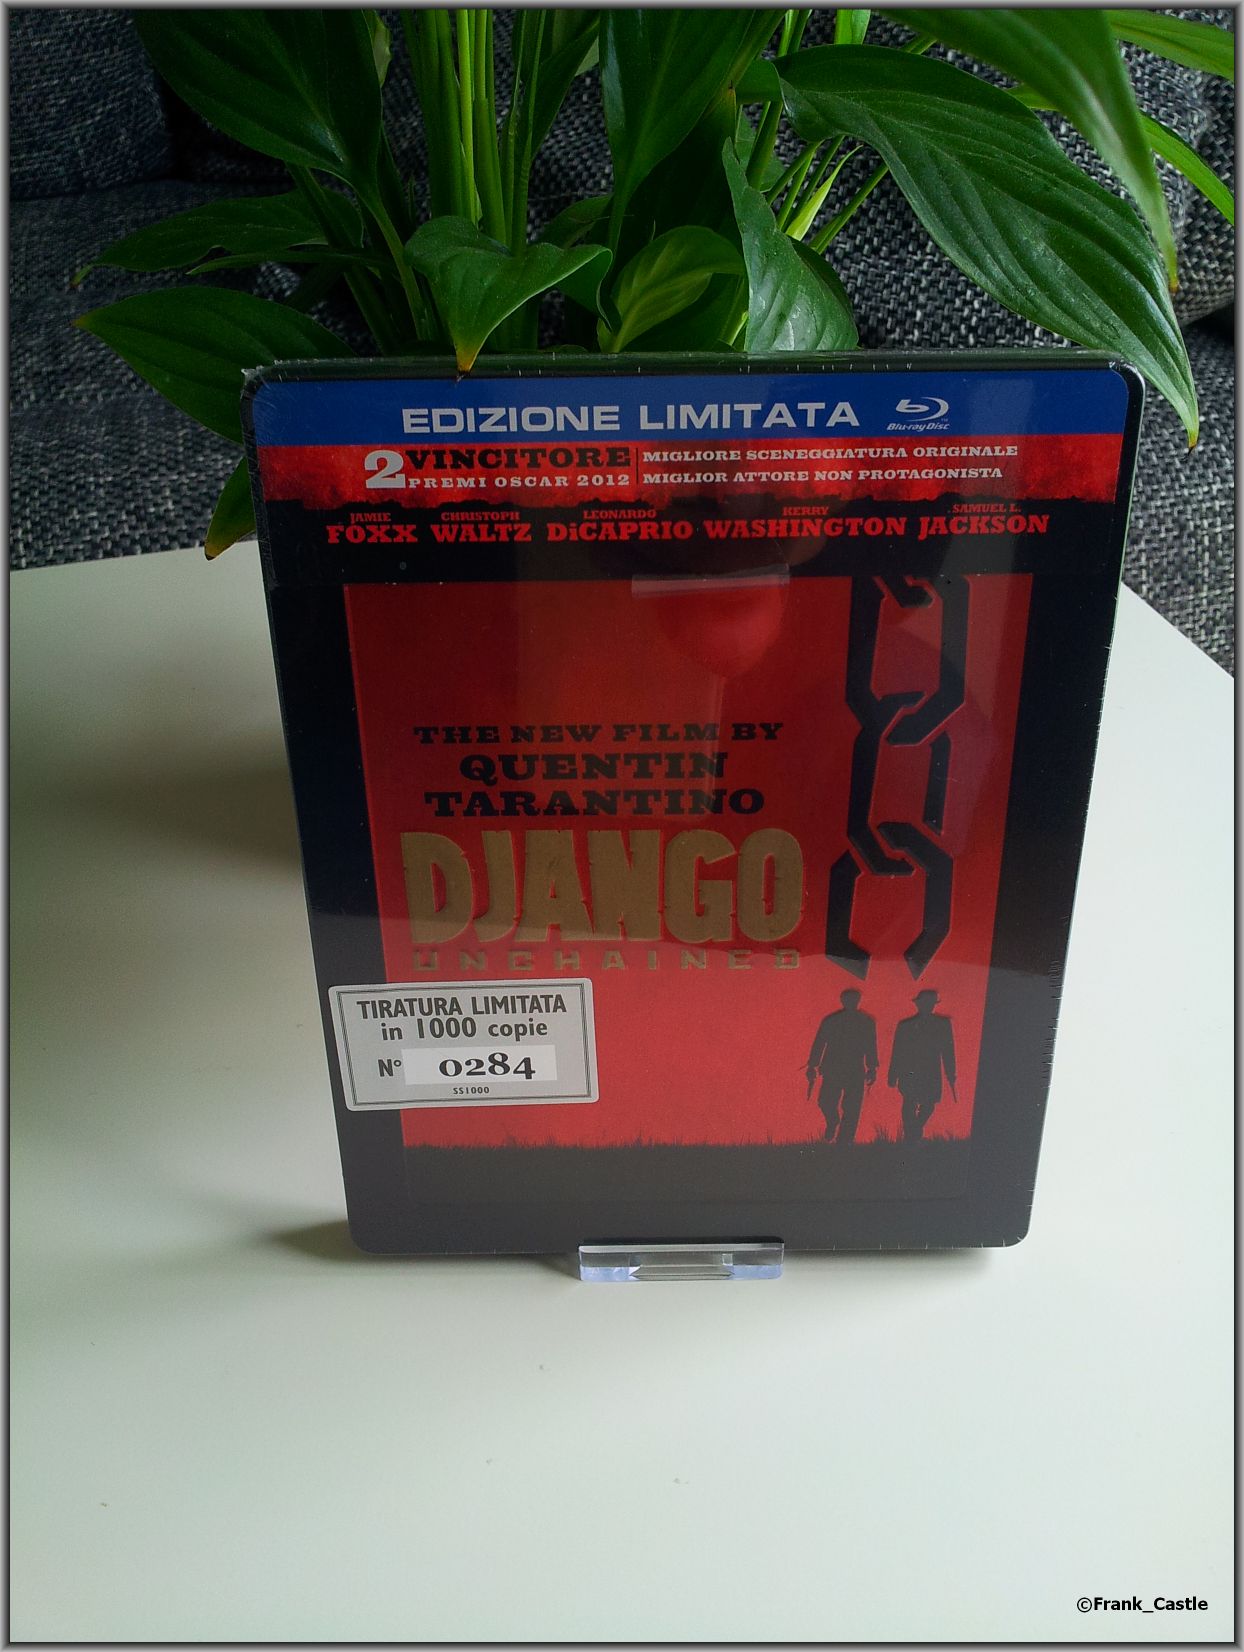 EDIZIONE LIMITATA
Blu-ray Disc™
2 VINCITORE
PREMI OSCAR 2012
MIGLIORE SCENEGGIATURA ORIGINALE
MIGLIOR ATTORE NON PROTAGONISTA
JAMIE FOXX
CHRISTOPH WALTZ
LEONARDO DiCAPRIO
KERRY WASHINGTON
SAMUEL L. JACKSON
THE NEW FILM BY
QUENTIN
TARANTINO
DJANGO
UNCHAINED
TIRATURA LIMITATA
in 1000 copie
N° 0284
SS1000
©Frank_Castle